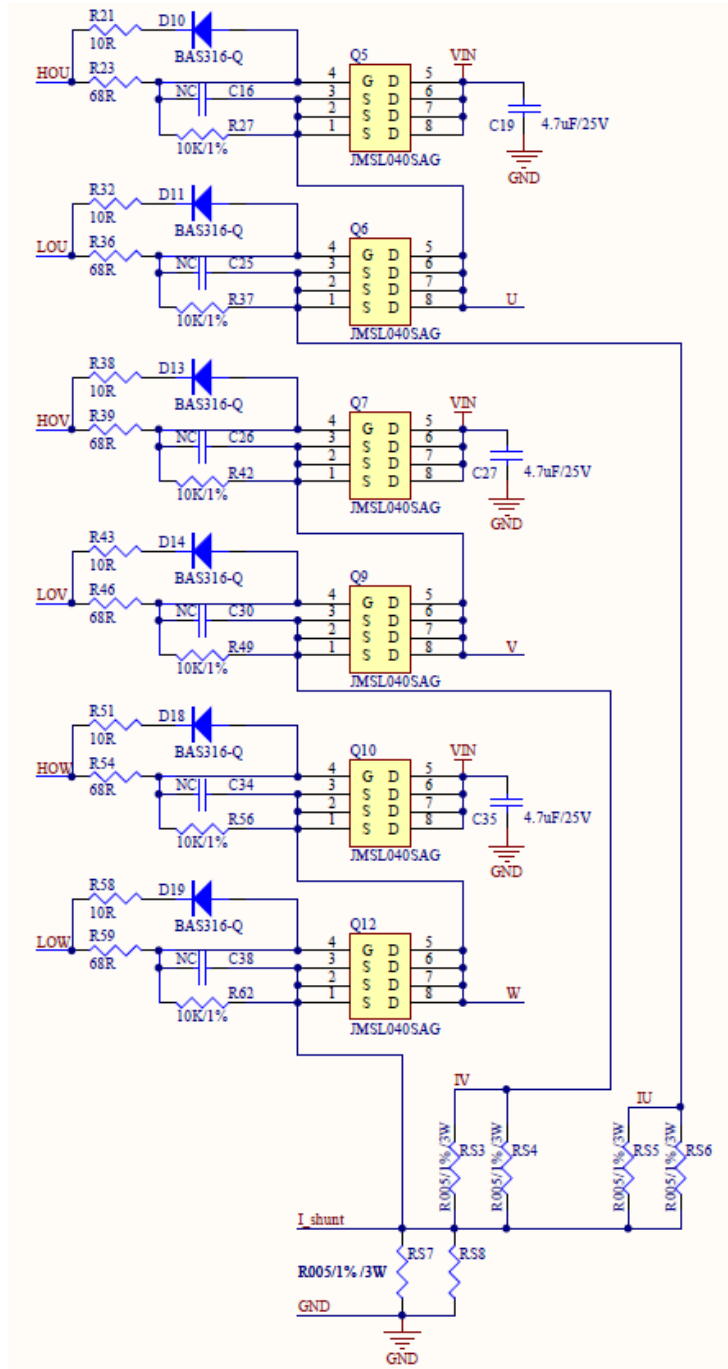 R21
D10
10R
BAS316-Q
HOU
R23
68R
NC
C16
R27
10K/1%
Q5
4 G D 5
3 S D 6
2 S D 7
1 S D 8
JMSL040SAG
VIN
C19
4.7uF/25V
GND
R32
D11
10R
BAS316-Q
LOU
R36
68R
NC
C25
R37
10K/1%
Q6
4 G D 5
3 S D 6
2 S D 7
1 S D 8
JMSL040SAG
U
R38
D13
10R
BAS316-Q
HOV
R39
68R
NC
C26
R42
10K/1%
Q7
4 G D 5
3 S D 6
2 S D 7
1 S D 8
JMSL040SAG
VIN
C27
4.7uF/25V
GND
R43
D14
10R
BAS316-Q
LOV
R46
68R
NC
C30
R49
10K/1%
Q9
4 G D 5
3 S D 6
2 S D 7
1 S D 8
JMSL040SAG
V
R51
D18
10R
BAS316-Q
HOW
R54
68R
NC
C34
R56
10K/1%
Q10
4 G D 5
3 S D 6
2 S D 7
1 S D 8
JMSL040SAG
VIN
C35
4.7uF/25V
GND
R58
D19
10R
BAS316-Q
LOW
R59
68R
NC
C38
R62
10K/1%
Q12
4 G D 5
3 S D 6
2 S D 7
1 S D 8
JMSL040SAG
W
IV
IU
R005/1% /3W
RS3
R005/1% /3W
RS4
R005/1% /3W
RS5
R005/1% /3W
RS6
I_shunt
RS7
RS8
R005/1% /3W
GND
GND